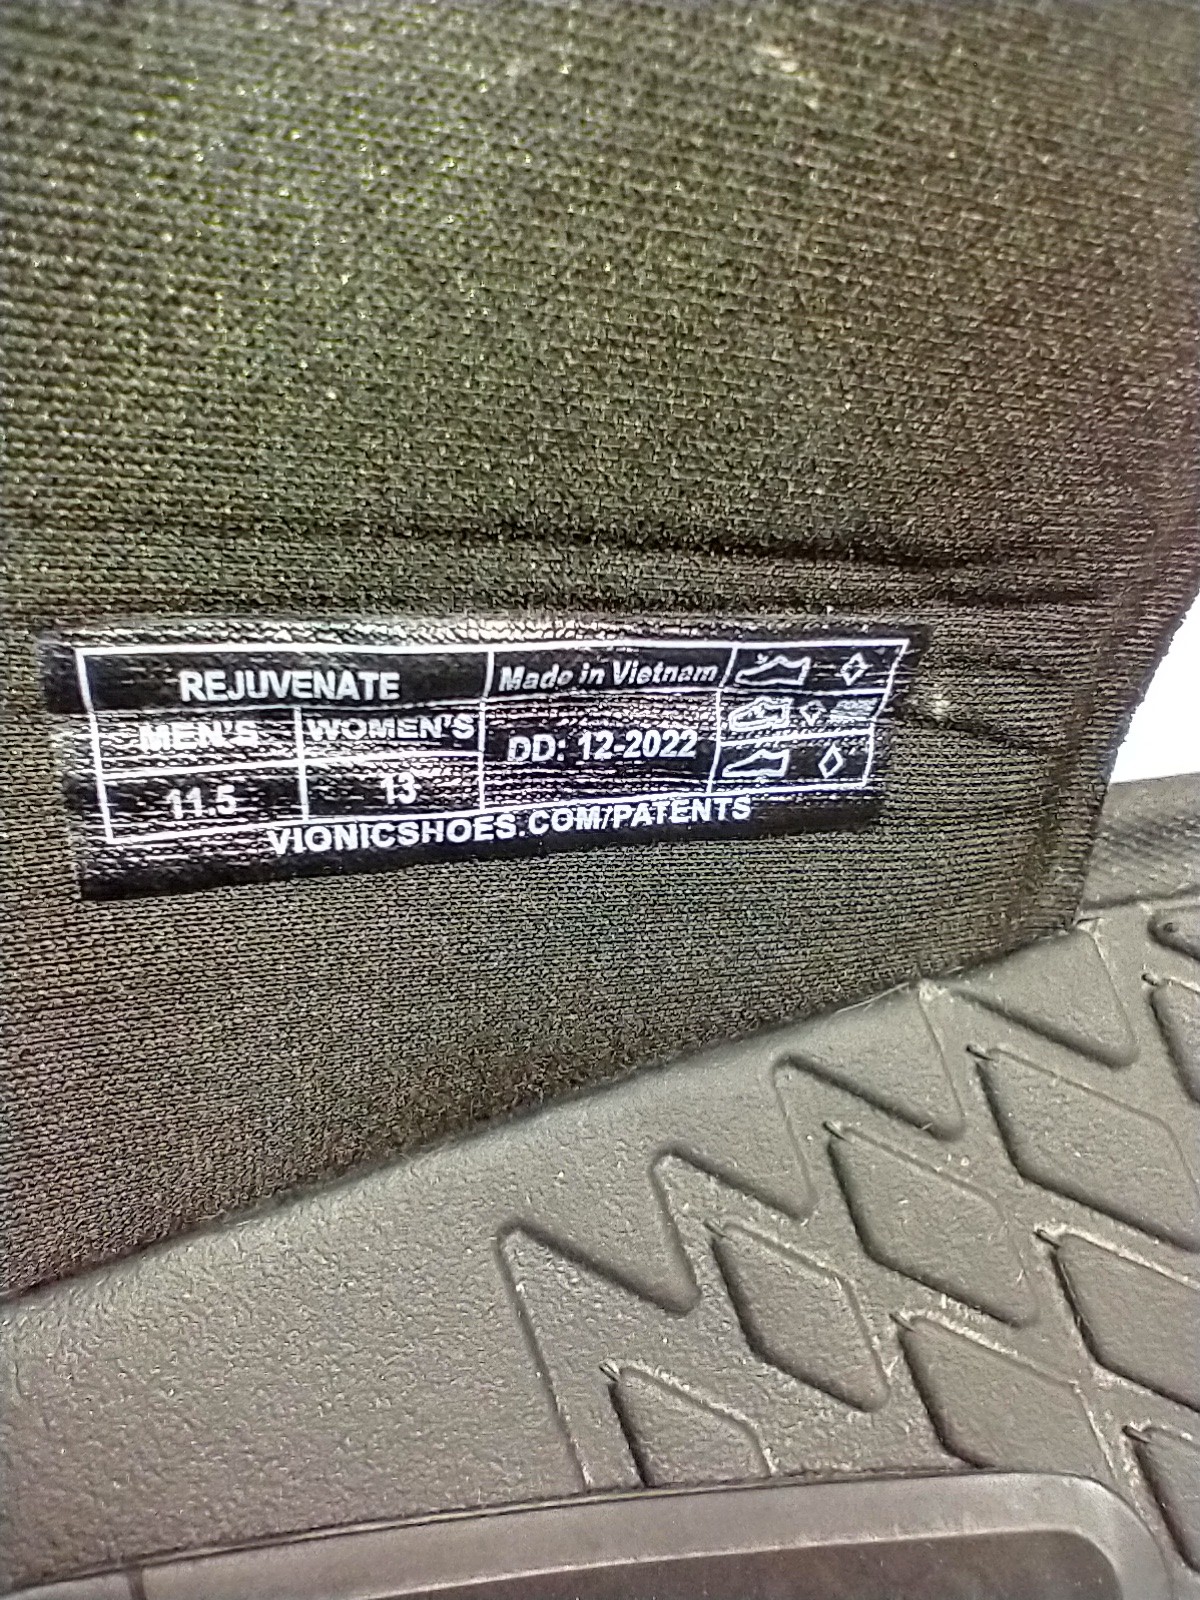 REJUVENATE
Made in Vietnam
MEN'S WOMEN'S
DD: 12-2022
11.5 13
VIONICSHOES.COM/PATENTS